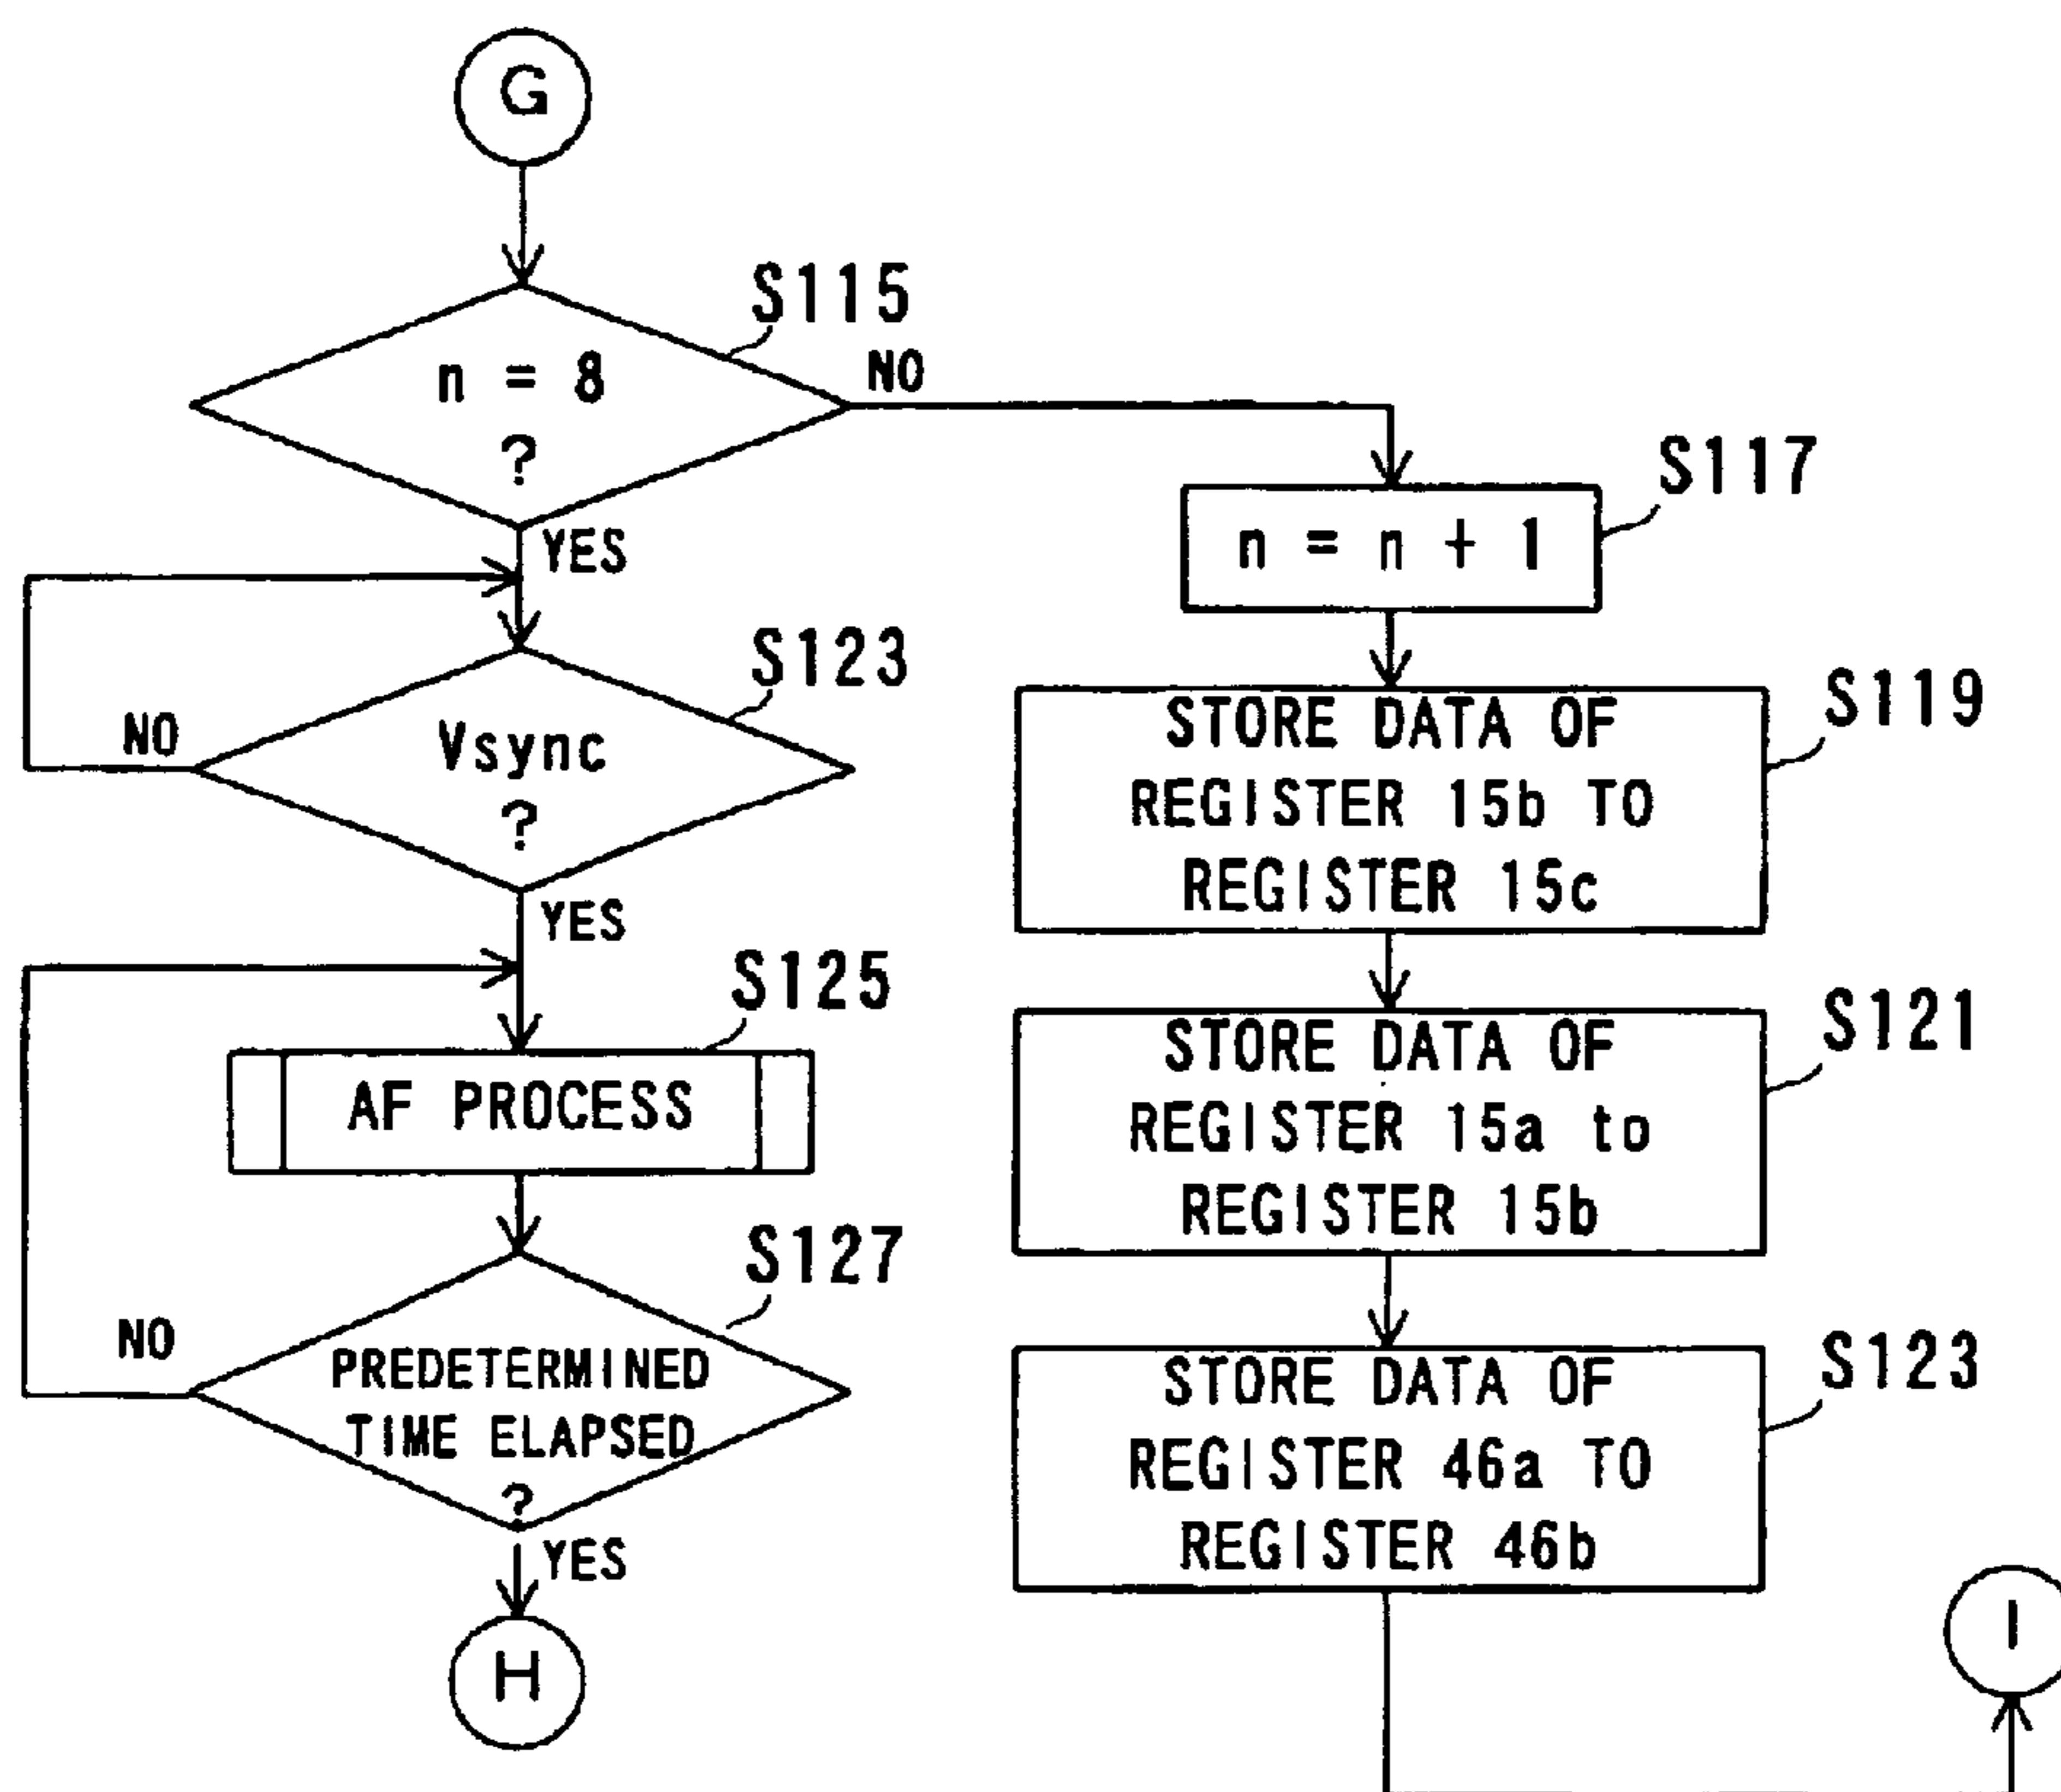 G
S115
n = 8
?
NO
YES
S117
n = n + 1
S123
Vsync
?
NO
YES
S119
STORE DATA OF
REGISTER 15b TO
REGISTER 15c
S125
AF PROCESS
S121
STORE DATA OF
REGISTER 15a to
REGISTER 15b
S127
PREDETERMINED
TIME ELAPSED
?
NO
YES
H
S123
STORE DATA OF
REGISTER 46a TO
REGISTER 46b
I